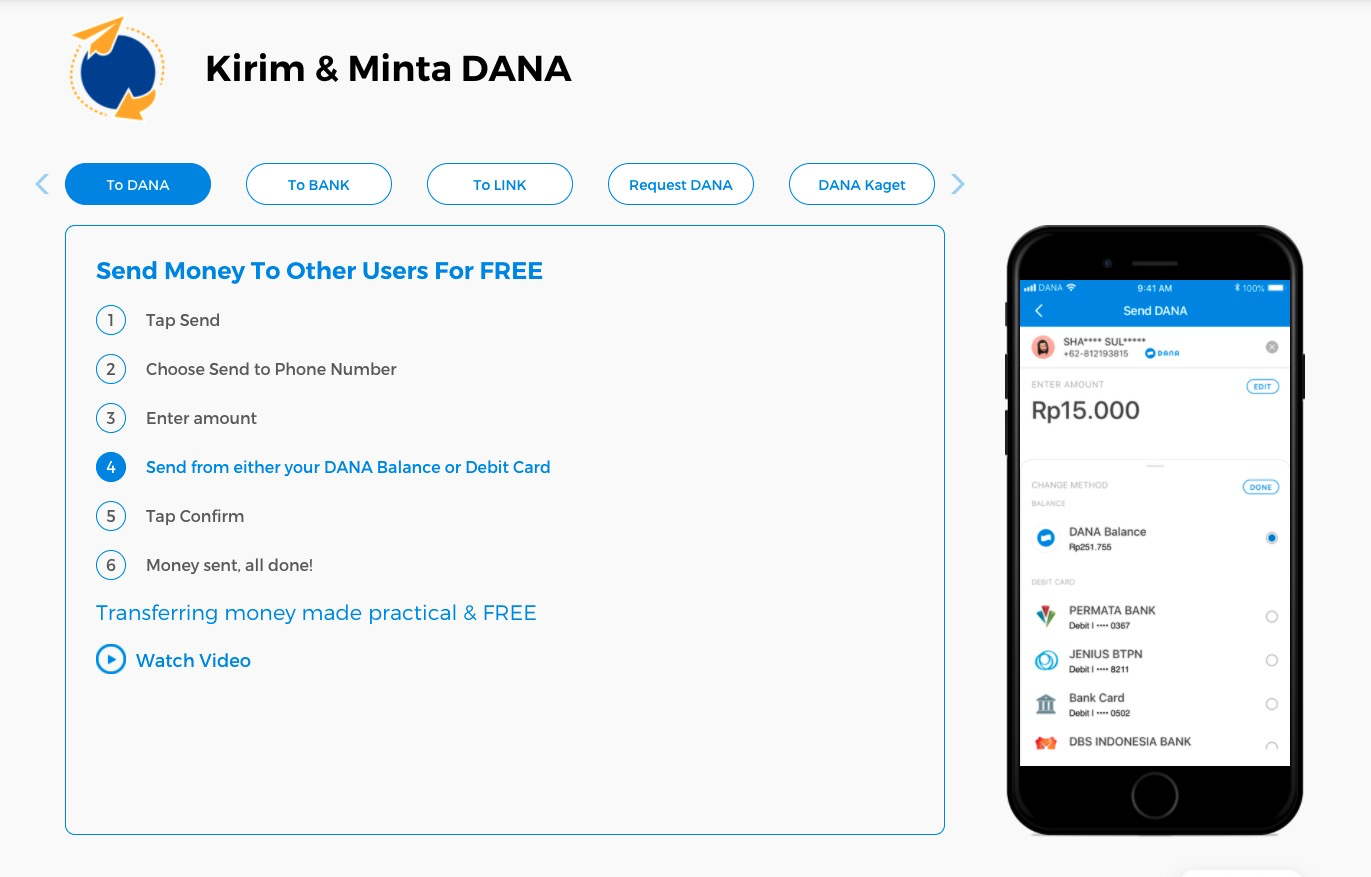 Kirim & Minta DANA
To DANA
To BANK
To LINK
Request DANA
DANA Kaget
Send Money To Other Users For FREE
1 Tap Send
2 Choose Send to Phone Number
3 Enter amount
4 Send from either your DANA Balance or Debit Card
5 Tap Confirm
6 Money sent, all done!
Transferring money made practical & FREE
Watch Video
DANA 9:41 AM 100%
Send DANA
SHA**** SUL*****
+62-812193815 DANA
ENTER AMOUNT EDIT
Rp15.000
CHANGE METHOD DONE
BALANCE
DANA Balance
Rp251.755
DEBIT CARD
PERMATA BANK
Debit | •••• 0367
JENIUS BTPN
Debit | •••• 8211
Bank Card
Debit | •••• 0502
DBS INDONESIA BANK